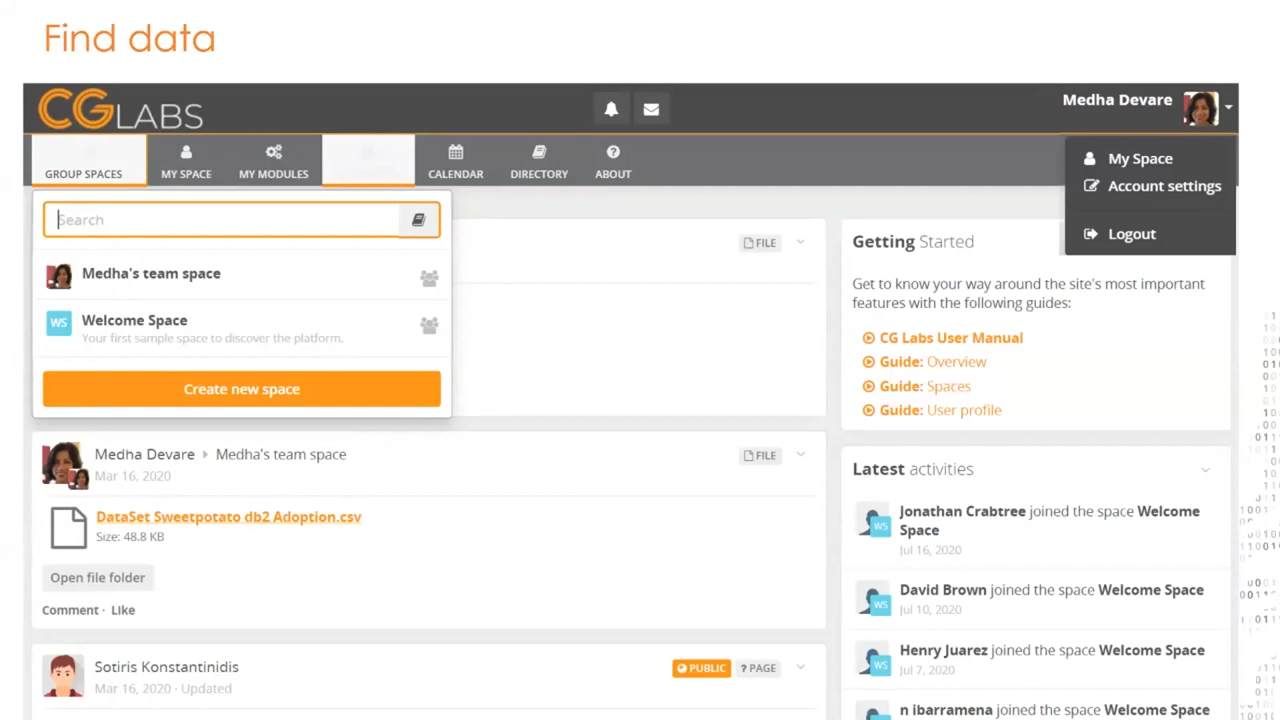 Find data
CGLABS
Medha Devare
GROUP SPACES
MY SPACE
MY MODULES
CALENDAR
DIRECTORY
ABOUT
My Space
Account settings
Logout
Search
Medha's team space
WS
Welcome Space
Your first sample space to discover the platform.
Create new space
FILE
Medha Devare
Medha's team space
Mar 16, 2020
FILE
DataSet Sweetpotato db2 Adoption.csv
Size: 48.8 KB
Open file folder
Comment · Like
Sotiris Konstantinidis
Mar 16, 2020 · Updated
PUBLIC
? PAGE
Getting Started
Get to know your way around the site's most important
features with the following guides:
CG Labs User Manual
Guide: Overview
Guide: Spaces
Guide: User profile
Latest activities
WS
Jonathan Crabtree joined the space Welcome
Space
Jul 16, 2020
WS
David Brown joined the space Welcome Space
Jul 10, 2020
WS
Henry Juarez joined the space Welcome Space
Jul 7, 2020
n ibarramena joined the space Welcome Space